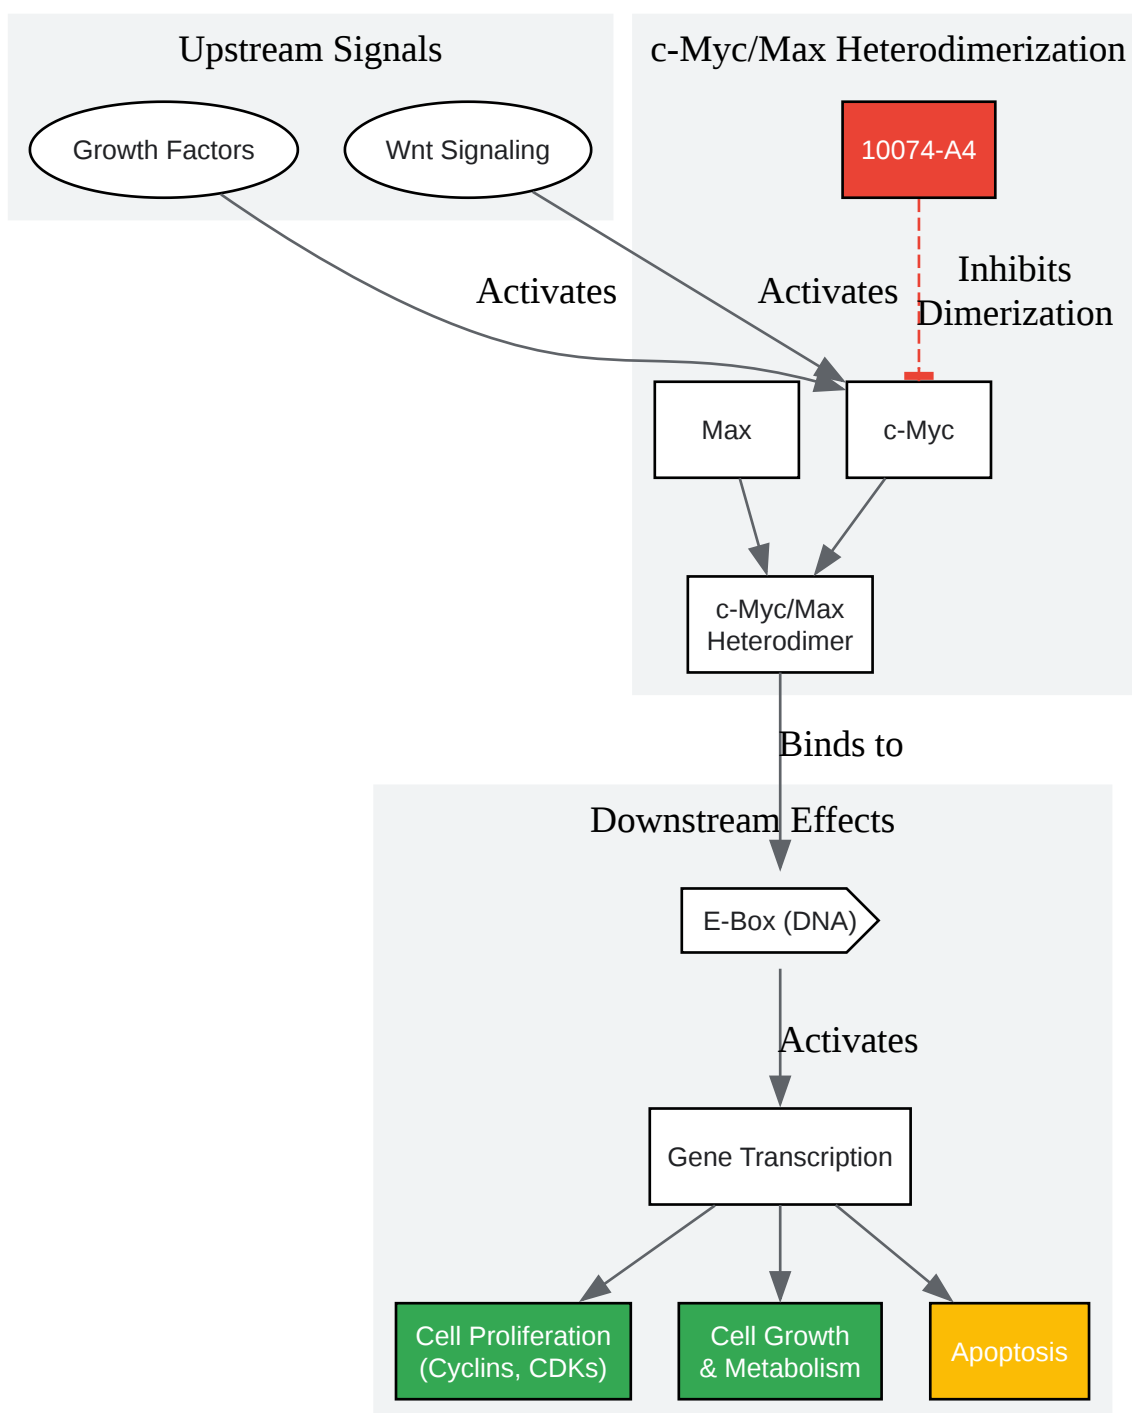 Upstream Signals
c-Myc/Max Heterodimerization
Growth Factors
Wnt Signaling
10074-A4
Activates
Activates
Inhibits
Dimerization
Max
c-Myc
c-Myc/Max
Heterodimer
Binds to
Downstream Effects
E-Box (DNA)
Activates
Gene Transcription
Cell Proliferation
(Cyclins, CDKs)
Cell Growth
& Metabolism
Apoptosis